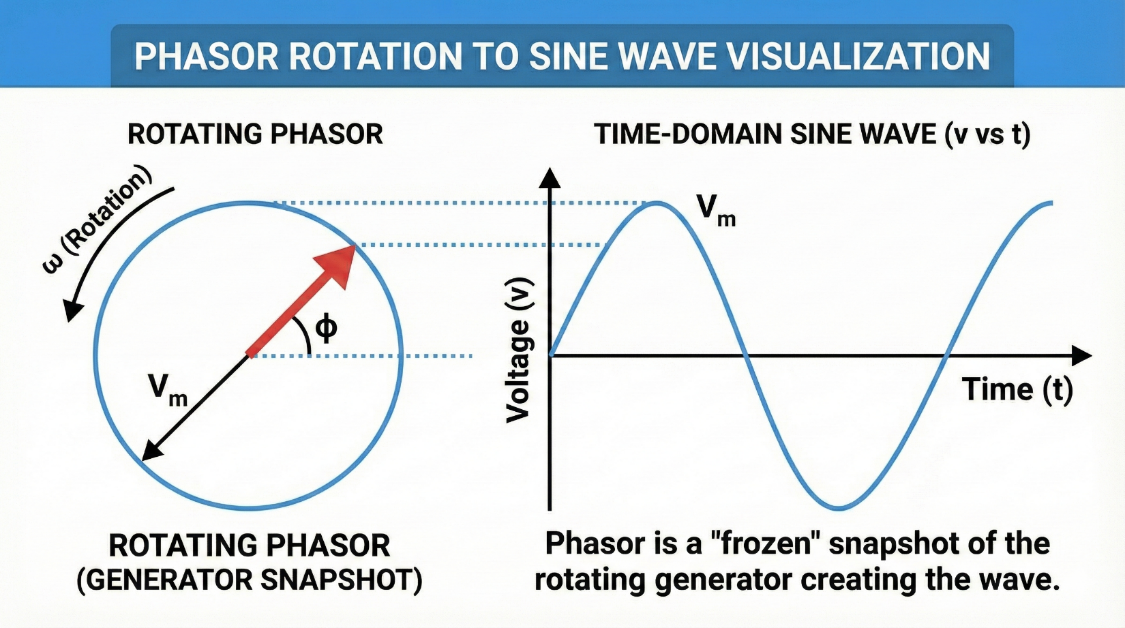 PHASOR ROTATION TO SINE WAVE VISUALIZATION
ROTATING PHASOR
ω (Rotation)
ϕ
Vm
ROTATING PHASOR
(GENERATOR SNAPSHOT)
TIME-DOMAIN SINE WAVE (v vs t)
Vm
Voltage (v)
Time (t)
Phasor is a "frozen" snapshot of the
rotating generator creating the wave.